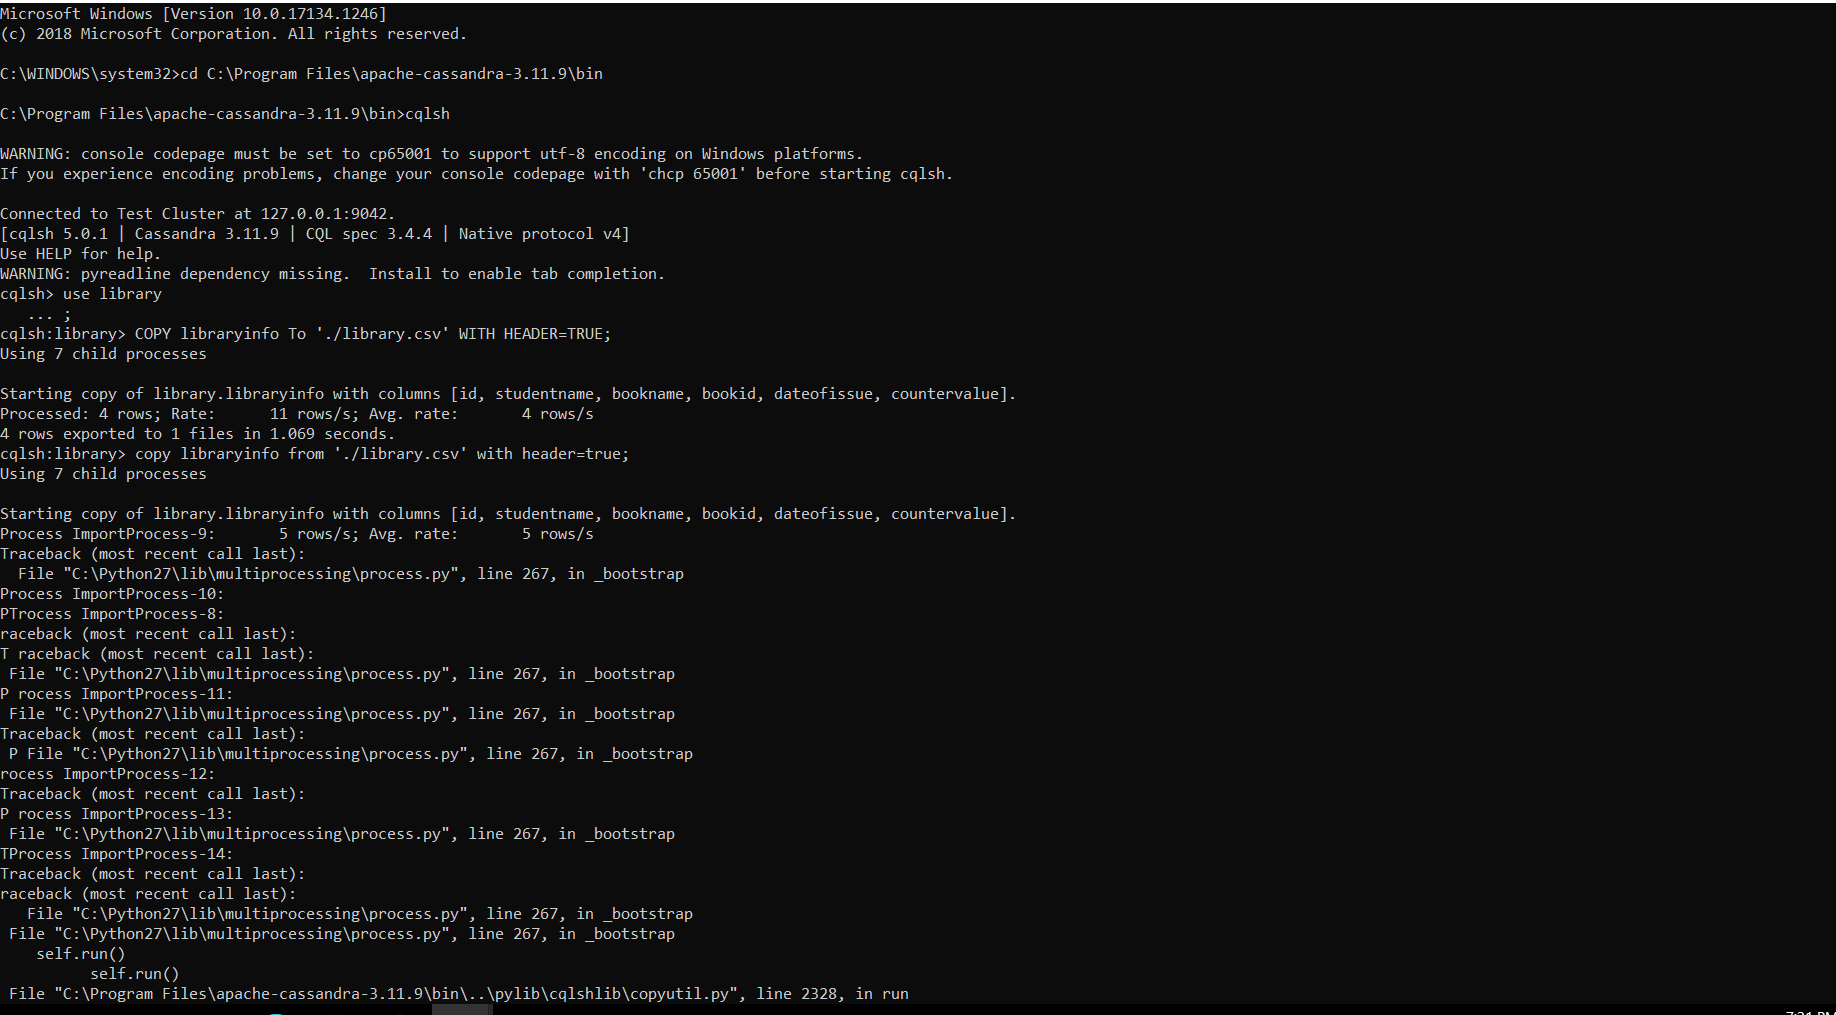 Microsoft Windows [Version 10.0.17134.1246]
(c) 2018 Microsoft Corporation. All rights reserved.
C:\WINDOWS\system32>cd C:\Program Files\apache-cassandra-3.11.9\bin
C:\Program Files\apache-cassandra-3.11.9\bin>cqlsh
WARNING: console codepage must be set to cp65001 to support utf-8 encoding on Windows platforms.
If you experience encoding problems, change your console codepage with 'chcp 65001' before starting cqlsh.
Connected to Test Cluster at 127.0.0.1:9042.
[cqlsh 5.0.1 | Cassandra 3.11.9 | CQL spec 3.4.4 | Native protocol v4]
Use HELP for help.
WARNING: pyreadline dependency missing.  Install to enable tab completion.
cqlsh> use library
   ... ;
cqlsh:library> COPY libraryinfo To './library.csv' WITH HEADER=TRUE;
Using 7 child processes
Starting copy of library.libraryinfo with columns [id, studentname, bookname, bookid, dateofissue, countervalue].
Processed: 4 rows; Rate:      11 rows/s; Avg. rate:       4 rows/s
4 rows exported to 1 files in 1.069 seconds.
cqlsh:library> copy libraryinfo from './library.csv' with header=true;
Using 7 child processes
Starting copy of library.libraryinfo with columns [id, studentname, bookname, bookid, dateofissue, countervalue].
Process ImportProcess-9:       5 rows/s; Avg. rate:       5 rows/s
Traceback (most recent call last):
  File "C:\Python27\lib\multiprocessing\process.py", line 267, in _bootstrap
Process ImportProcess-10:
PTrocess ImportProcess-8:
raceback (most recent call last):
T raceback (most recent call last):
 File "C:\Python27\lib\multiprocessing\process.py", line 267, in _bootstrap
P rocess ImportProcess-11:
 File "C:\Python27\lib\multiprocessing\process.py", line 267, in _bootstrap
Traceback (most recent call last):
 P File "C:\Python27\lib\multiprocessing\process.py", line 267, in _bootstrap
rocess ImportProcess-12:
Traceback (most recent call last):
P rocess ImportProcess-13:
 File "C:\Python27\lib\multiprocessing\process.py", line 267, in _bootstrap
TProcess ImportProcess-14:
Traceback (most recent call last):
raceback (most recent call last):
   File "C:\Python27\lib\multiprocessing\process.py", line 267, in _bootstrap
 File "C:\Python27\lib\multiprocessing\process.py", line 267, in _bootstrap
    self.run()
          self.run()
 File "C:\Program Files\apache-cassandra-3.11.9\bin\..\pylib\cqlshlib\copyutil.py", line 2328, in run